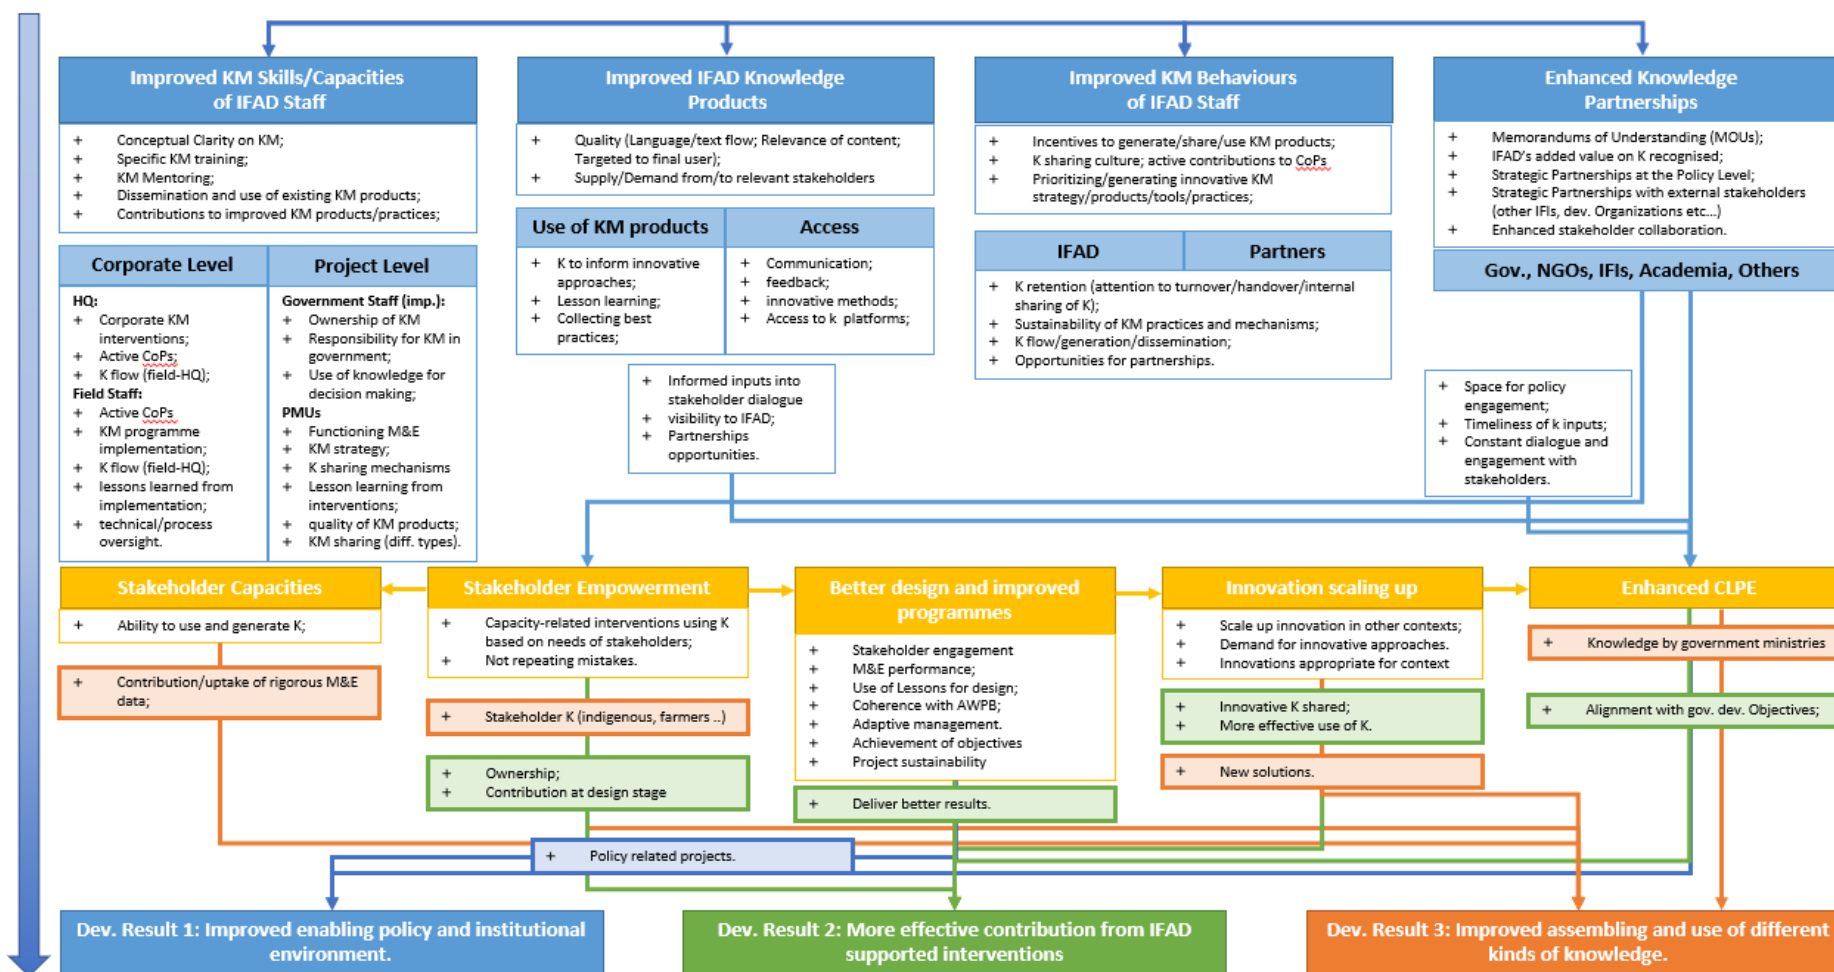 Improved KM Skills/Capacities
of IFAD Staff
+ Conceptual Clarity on KM;
+ Specific KM training;
+ KM Mentoring;
+ Dissemination and use of existing KM products;
+ Contributions to improved KM products/practices;
Corporate Level
HQ:
+ Corporate KM
interventions;
+ Active CoPs;
+ K flow (field-HQ);
Field Staff:
+ Active CoPs
+ KM programme
implementation;
+ K flow (field-HQ);
+ lessons learned from
implementation;
+ technical/process
oversight.
Project Level
Government Staff (imp.):
+ Ownership of KM
+ Responsibility for KM in
government;
+ Use of knowledge for
decision making;
PMUs
+ Functioning M&E
+ KM strategy;
+ K sharing mechanisms
+ Lesson learning from
interventions;
+ quality of KM products;
+ KM sharing (diff. types).
Improved IFAD Knowledge
Products
+ Quality (Language/text flow; Relevance of content;
Targeted to final user);
+ Supply/Demand from/to relevant stakeholders
Use of KM products
+ K to inform innovative
approaches;
+ Lesson learning;
+ Collecting best
practices;
Access
+ Communication;
+ feedback;
+ innovative methods;
+ Access to k platforms;
+ Informed inputs into
stakeholder dialogue
+ visibility to IFAD;
+ Partnerships
opportunities.
Improved KM Behaviours
of IFAD Staff
+ Incentives to generate/share/use KM products;
+ K sharing culture; active contributions to CoPs
+ Prioritizing/generating innovative KM
strategy/products/tools/practices;
IFAD
Partners
+ K retention (attention to turnover/handover/internal
sharing of K);
+ Sustainability of KM practices and mechanisms;
+ K flow/generation/dissemination;
+ Opportunities for partnerships.
Enhanced Knowledge
Partnerships
+ Memorandums of Understanding (MOUs);
+ IFAD's added value on K recognised;
+ Strategic Partnerships at the Policy Level;
+ Strategic Partnerships with external stakeholders
(other IFIs, dev. Organizations etc...)
+ Enhanced stakeholder collaboration.
Gov., NGOs, IFIs, Academia, Others
+ Space for policy
engagement;
+ Timeliness of k inputs;
+ Constant dialogue and
engagement with
stakeholders.
Stakeholder Capacities
+ Ability to use and generate K;
+ Contribution/uptake of rigorous M&E
data;
Stakeholder Empowerment
+ Capacity-related interventions using K
based on needs of stakeholders;
+ Not repeating mistakes.
+ Stakeholder K (indigenous, farmers ..)
+ Ownership;
+ Contribution at design stage
Better design and improved
programmes
+ Stakeholder engagement
+ M&E performance;
+ Use of Lessons for design;
+ Coherence with AWPB;
+ Adaptive management.
+ Achievement of objectives
+ Project sustainability
+ Deliver better results.
Innovation scaling up
+ Scale up innovation in other contexts;
+ Demand for innovative approaches.
+ Innovations appropriate for context
+ Innovative K shared;
+ More effective use of K.
+ New solutions.
Enhanced CLPE
+ Knowledge by government ministries
+ Alignment with gov. dev. Objectives;
+ Policy related projects.
Dev. Result 1: Improved enabling policy and institutional
environment.
Dev. Result 2: More effective contribution from IFAD
supported interventions
Dev. Result 3: Improved assembling and use of different
kinds of knowledge.